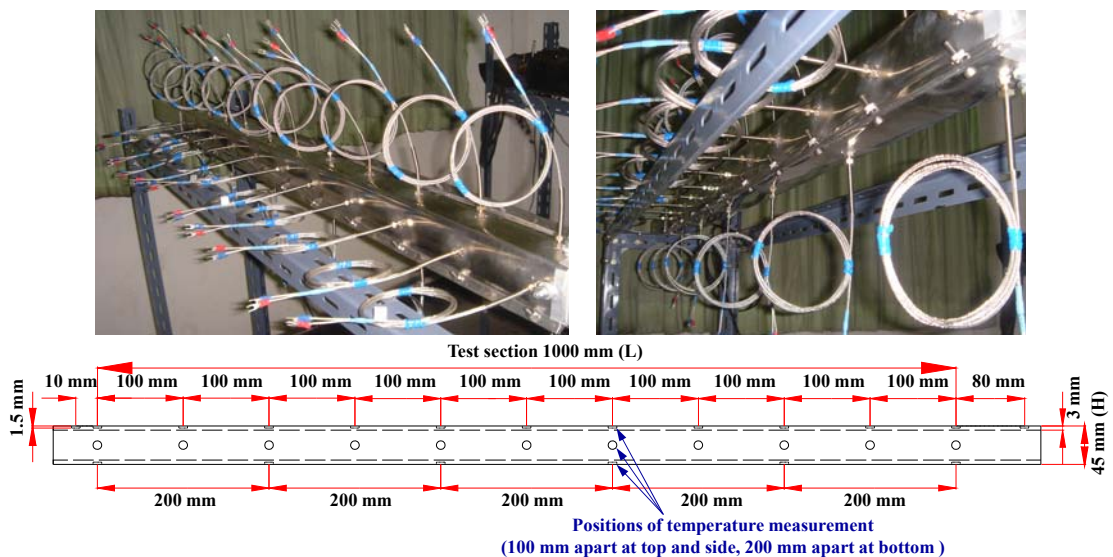 Test section 1000 mm (L)
10 mm 100 mm 100 mm 100 mm 100 mm 100 mm 100 mm 100 mm 100 mm 100 mm 100 mm 80 mm
1.5 mm
3 mm
45 mm (H)
200 mm 200 mm 200 mm 200 mm 200 mm
Positions of temperature measurement
(100 mm apart at top and side, 200 mm apart at bottom )